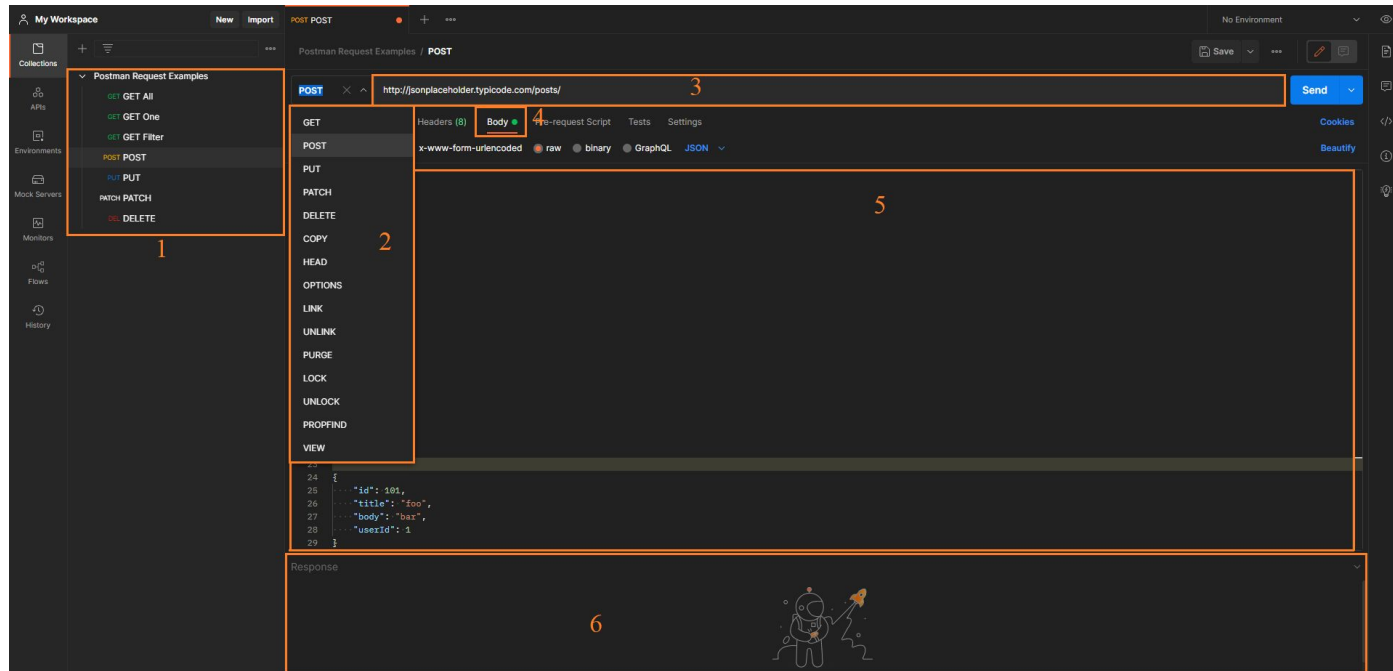 My Workspace
New
Import
POST POST
No Environment
Collections
Postman Request Examples / POST
Save
Postman Request Examples
GET GET All
GET GET One
GET GET Filter
POST POST
PUT PUT
PATCH PATCH
DEL DELETE
1
APIs
Environments
Mock Servers
Monitors
Flows
History
POST
http://jsonplaceholder.typicode.com/posts/
3
Send
Headers (8)
Body
4
Pre-request Script
Tests
Settings
Cookies
x-www-form-urlencoded
raw
binary
GraphQL
JSON
Beautify
GET
POST
PUT
PATCH
DELETE
COPY
HEAD
OPTIONS
LINK
UNLINK
PURGE
LOCK
UNLOCK
PROPFIND
VIEW
2
5
23
24 {
25 "id": 101,
26 "title": "foo",
27 "body": "bar",
28 "userId": 1
29 }
Response
6